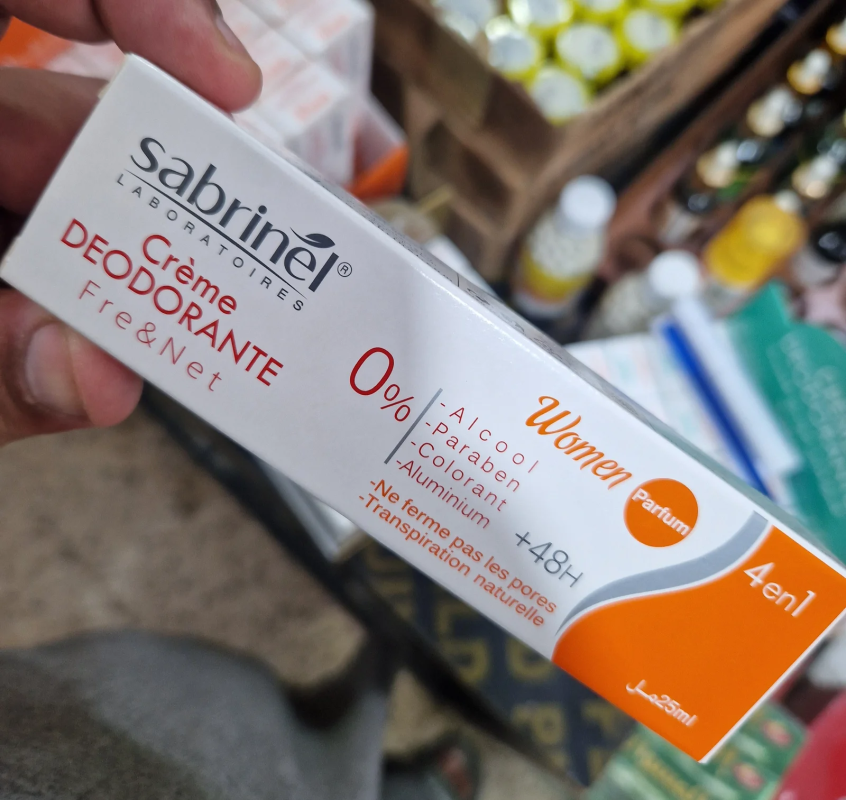 sabrinel®
LABORATOIRES
Crème
DEODORANTE
Fre&Net
0%
-Alcool
-Paraben
-Colorant
-Aluminium
-Ne ferme pas les pores
-Transpiration naturelle
+48H
Women
Parfum
4en1
25ml مل